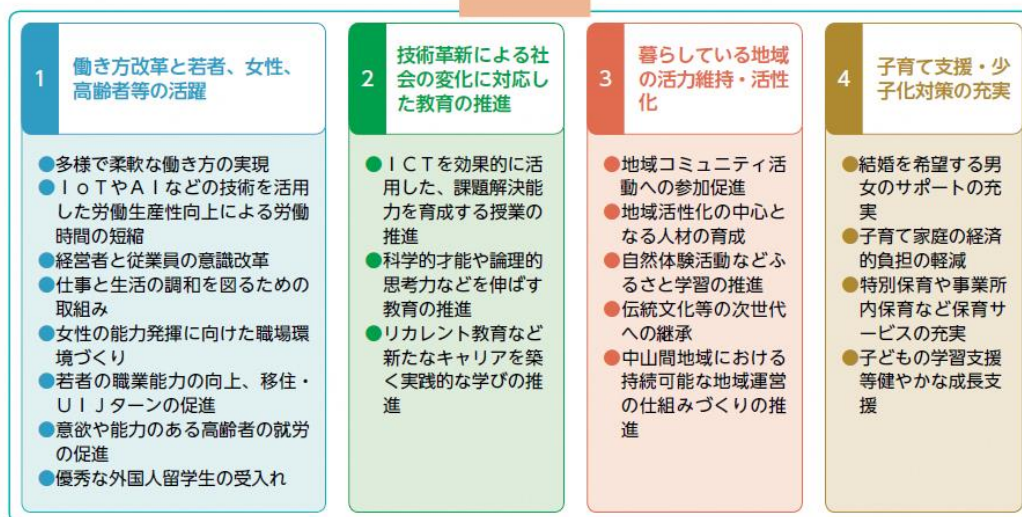 1
働き方改革と若者、女性、
高齢者等の活躍
●多様で柔軟な働き方の実現
●ＩｏＴやＡＩなどの技術を活用
した労働生産性向上による労働
時間の短縮
●経営者と従業員の意識改革
●仕事と生活の調和を図るための
取組み
●女性の能力発揮に向けた職場環
境づくり
●若者の職業能力の向上、移住・
ＵＩＪターンの促進
●意欲や能力のある高齢者の就労
の促進
●優秀な外国人留学生の受入れ
2
技術革新による社
会の変化に対応し
た教育の推進
●ＩＣＴを効果的に活
用した、課題解決能
力を育成する授業の
推進
●科学的才能や論理的
思考力などを伸ばす
教育の推進
●リカレント教育など
新たなキャリアを築
く実践的な学びの推
進
3
暮らしている地域
の活力維持・活性
化
●地域コミュニティ活
動への参加促進
●地域活性化の中心と
なる人材の育成
●自然体験活動などふ
るさと学習の推進
●伝統文化等の次世代
への継承
●中山間地域における
持続可能な地域運営
の仕組みづくりの推
進
4
子育て支援・少
子化対策の充実
●結婚を希望する男
女のサポートの充
実
●子育て家庭の経済
的負担の軽減
●特別保育や事業所
内保育など保育サ
ービスの充実
●子どもの学習支援
等健やかな成長支
援